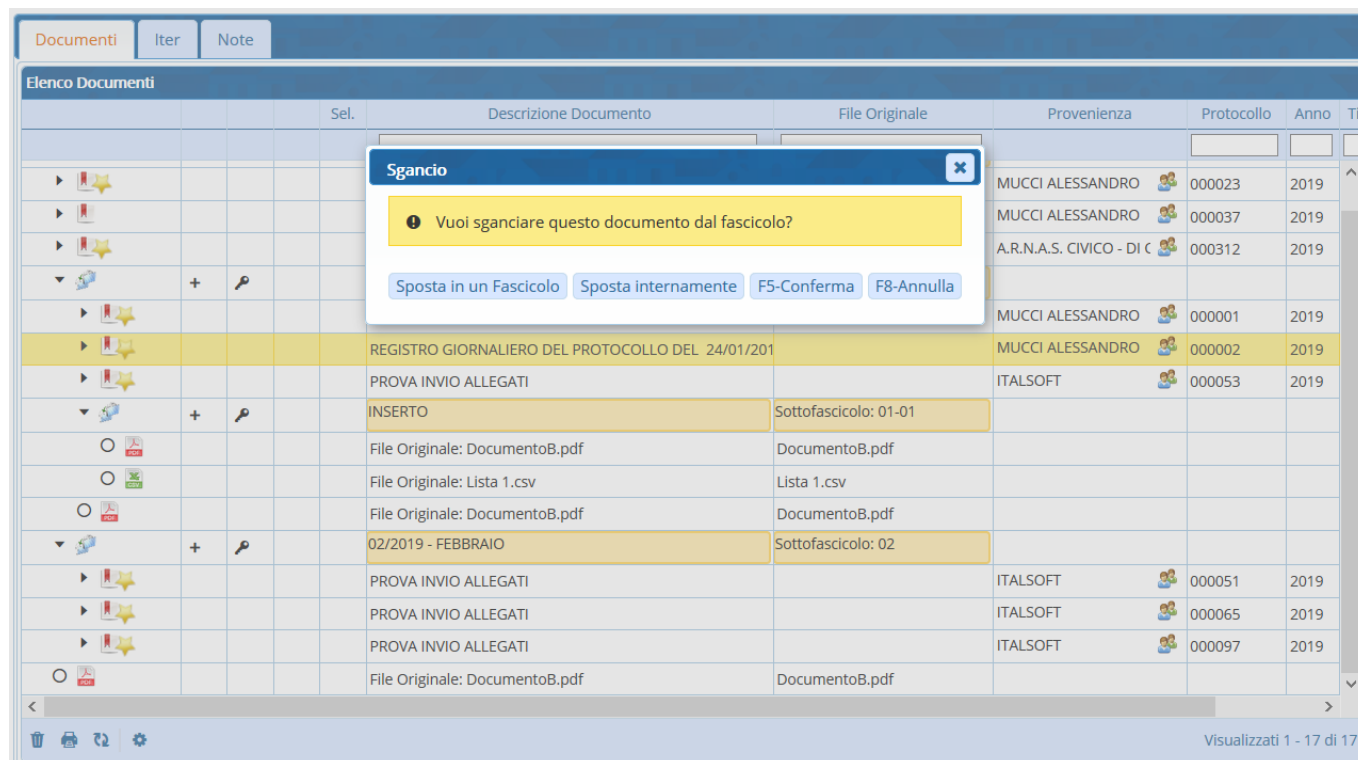 Documenti Iter Note
Elenco Documenti
Sel. Descrizione Documento File Originale Provenienza Protocollo Anno
Sgancio
MUCCI ALESSANDRO 000023 2019
Vuoi sganciare questo documento dal fascicolo?
MUCCI ALESSANDRO 000037 2019
A.R.N.A.S. CIVICO - DI 000312 2019
Sposta in un Fascicolo Sposta internamente F5-Conferma F8-Annulla
MUCCI ALESSANDRO 000001 2019
REGISTRO GIORNALIERO DEL PROTOCOLLO DEL 24/01/201 MUCCI ALESSANDRO 000002 2019
PROVA INVIO ALLEGATI ITALSOFT 000053 2019
INSERTO Sottofascicolo: 01-01
PDF File Originale: DocumentoB.pdf DocumentoB.pdf
CSV File Originale: Lista 1.csv Lista 1.csv
PDF File Originale: DocumentoB.pdf DocumentoB.pdf
02/2019 - FEBBRAIO Sottofascicolo: 02
PROVA INVIO ALLEGATI ITALSOFT 000051 2019
PROVA INVIO ALLEGATI ITALSOFT 000065 2019
PROVA INVIO ALLEGATI ITALSOFT 000097 2019
PDF File Originale: DocumentoB.pdf DocumentoB.pdf
Visualizzati 1 - 17 di 17